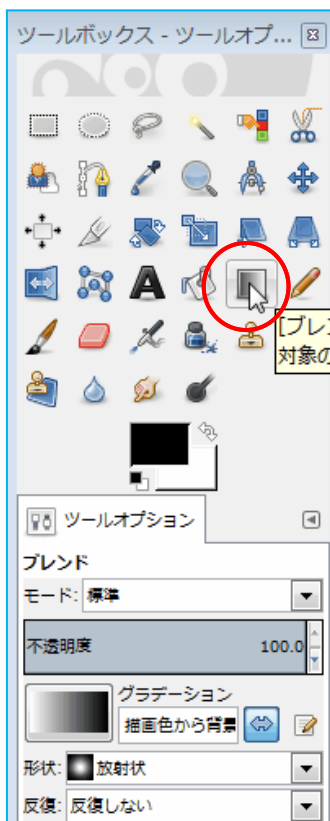 ツールボックス - ツールオプ...
[ブレン
対象の
ツールオプション
ブレンド
モード: 標準
不透明度 100.0
グラデーション
描画色から背景
形状: 放射状
反復: 反復しない